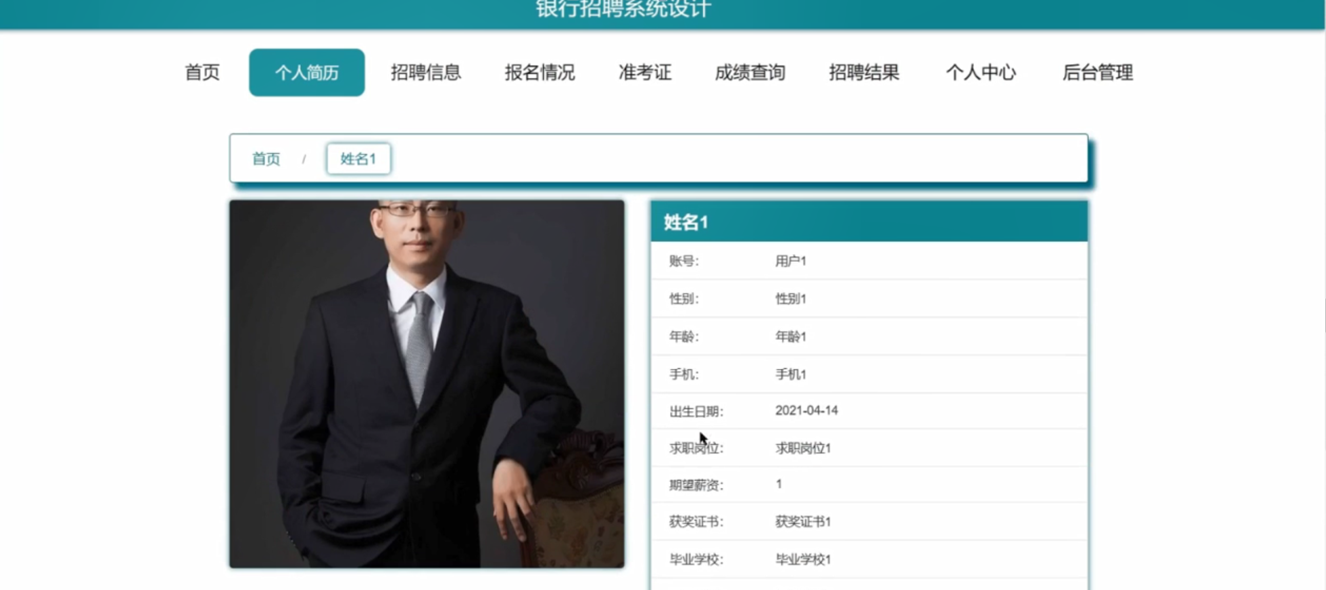 银行招聘系统设计
首页 个人简历 招聘信息 报名情况 准考证 成绩查询 招聘结果 个人中心 后台管理
首页 / 姓名1
姓名1
账号： 用户1
性别： 性别1
年龄： 年龄1
手机： 手机1
出生日期： 2021-04-14
求职岗位： 求职岗位1
期望薪资： 1
获奖证书： 获奖证书1
毕业学校： 毕业学校1